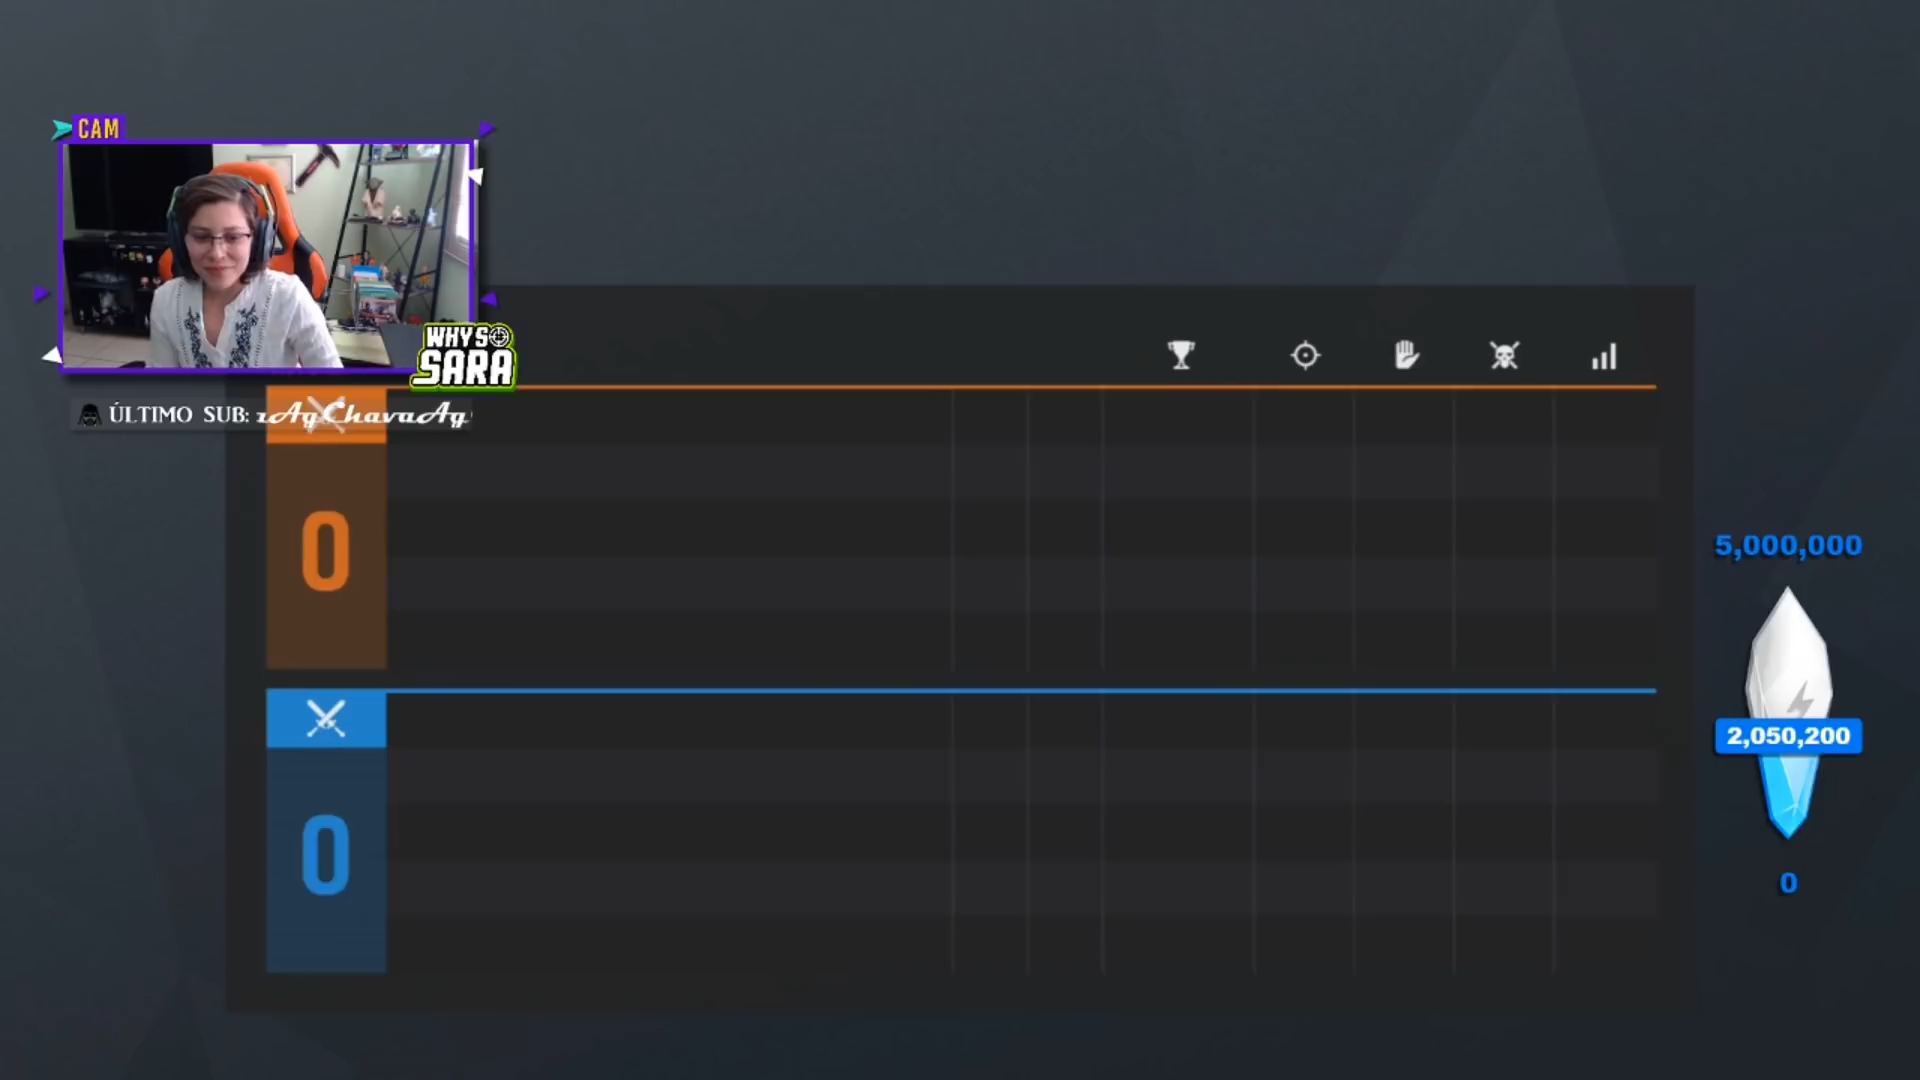 CAM
WHY SO
SARA
ÚLTIMO SUB: zAgChavaAg
0
0
5,000,000
2,050,200
0